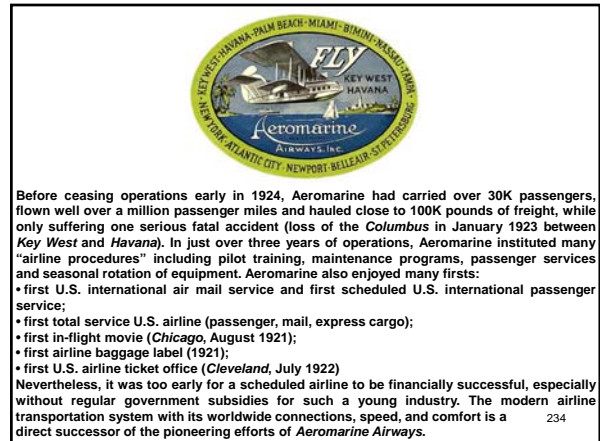 KEY WEST-HAVANA-PALM BEACH-MIAMI-BIMINI-NASSAU-TAMPA-
FLY
KEY WEST
HAVANA
Aeromarine
AIRWAYS, INC.
NEW YORK-ATLANTIC CITY-NEWPORT-BELLEAIR-ST. PETERSBURG
Before ceasing operations early in 1924, Aeromarine had carried over 30K passengers,
flown well over a million passenger miles and hauled close to 100K pounds of freight, while
only suffering one serious fatal accident (loss of the Columbus in January 1923 between
Key West and Havana). In just over three years of operations, Aeromarine instituted many
“airline procedures” including pilot training, maintenance programs, passenger services
and seasonal rotation of equipment. Aeromarine also enjoyed many firsts:
• first U.S. international air mail service and first scheduled U.S. international passenger
service;
• first total service U.S. airline (passenger, mail, express cargo);
• first in-flight movie (Chicago, August 1921);
• first airline baggage label (1921);
• first U.S. airline ticket office (Cleveland, July 1922)
Nevertheless, it was too early for a scheduled airline to be financially successful, especially
without regular government subsidies for such a young industry. The modern airline
transportation system with its worldwide connections, speed, and comfort is a
direct successor of the pioneering efforts of Aeromarine Airways.
234